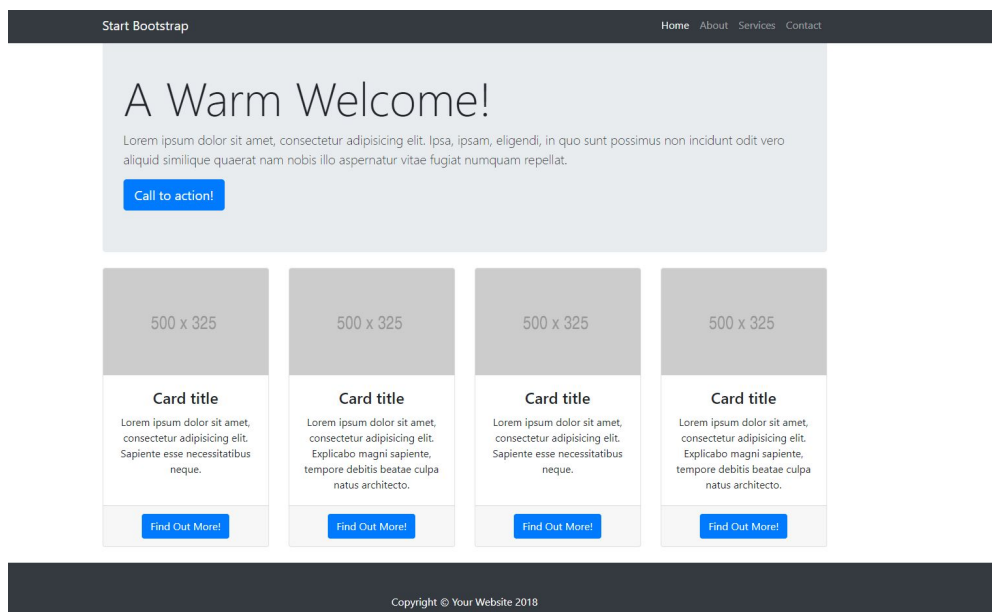 Start Bootstrap
Home About Services Contact
A Warm Welcome!
Lorem ipsum dolor sit amet, consectetur adipisicing elit. Ipsa, ipsam, eligendi, in quo sunt possimus non incidunt odit vero
aliquid similique quaerat nam nobis illo aspernatur vitae fugiat numquam repellat.
Call to action!
500 x 325
Card title
Lorem ipsum dolor sit amet,
consectetur adipisicing elit.
Sapiente esse necessitatibus
neque.
Find Out More!
500 x 325
Card title
Lorem ipsum dolor sit amet,
consectetur adipisicing elit.
Explicabo magni sapiente,
tempore debitis beatae culpa
natus architecto.
Find Out More!
500 x 325
Card title
Lorem ipsum dolor sit amet,
consectetur adipisicing elit.
Sapiente esse necessitatibus
neque.
Find Out More!
500 x 325
Card title
Lorem ipsum dolor sit amet,
consectetur adipisicing elit.
Explicabo magni sapiente,
tempore debitis beatae culpa
natus architecto.
Find Out More!
Copyright © Your Website 2018